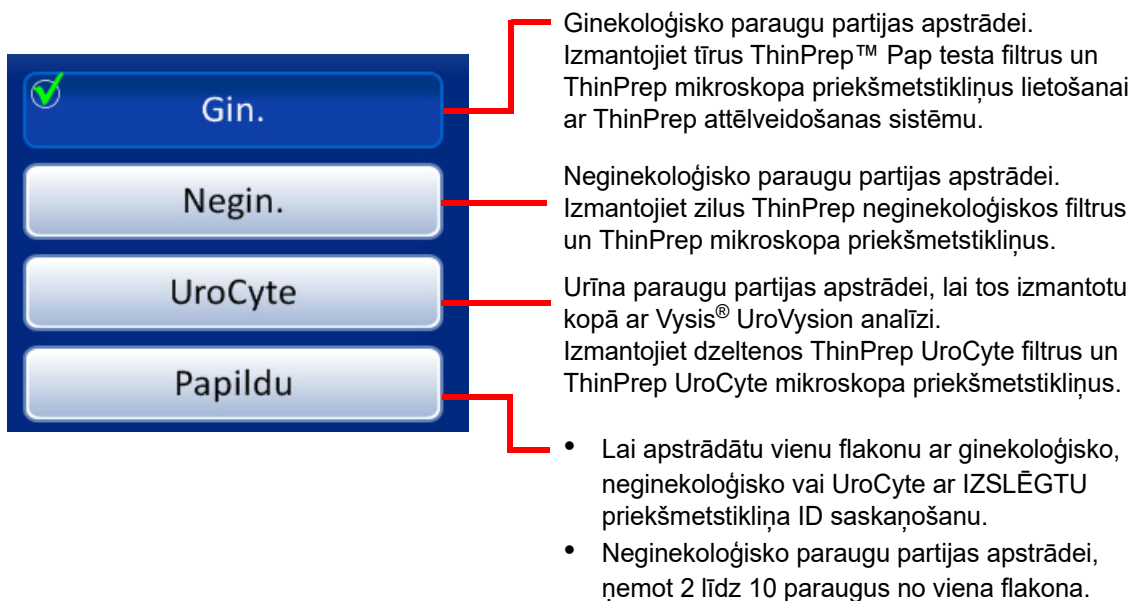 Ginekoloģisko paraugu partijas apstrādei.
Izmantojiet tīrus ThinPrep™ Pap testa filtrus un
ThinPrep mikroskopa priekšmetstikliņus lietošanai
ar ThinPrep attēlveidošanas sistēmu.
Gin.
Neginekoloģisko paraugu partijas apstrādei.
Izmantojiet zilus ThinPrep neginekoloģiskos filtrus
un ThinPrep mikroskopa priekšmetstikliņus.
Negin.
Urīna paraugu partijas apstrādei, lai tos izmantotu
kopā ar Vysis® UroVysion analīzi.
Izmantojiet dzeltenos ThinPrep UroCyte filtrus un
ThinPrep UroCyte mikroskopa priekšmetstikliņus.
UroCyte
Papildu
• Lai apstrādātu vienu flakonu ar ginekoloģisko,
neginekoloģisko vai UroCyte ar IZSLĒGTU
priekšmetstikliņa ID saskaņošanu.
• Neginekoloģisko paraugu partijas apstrādei,
ņemot 2 līdz 10 paraugus no viena flakona.